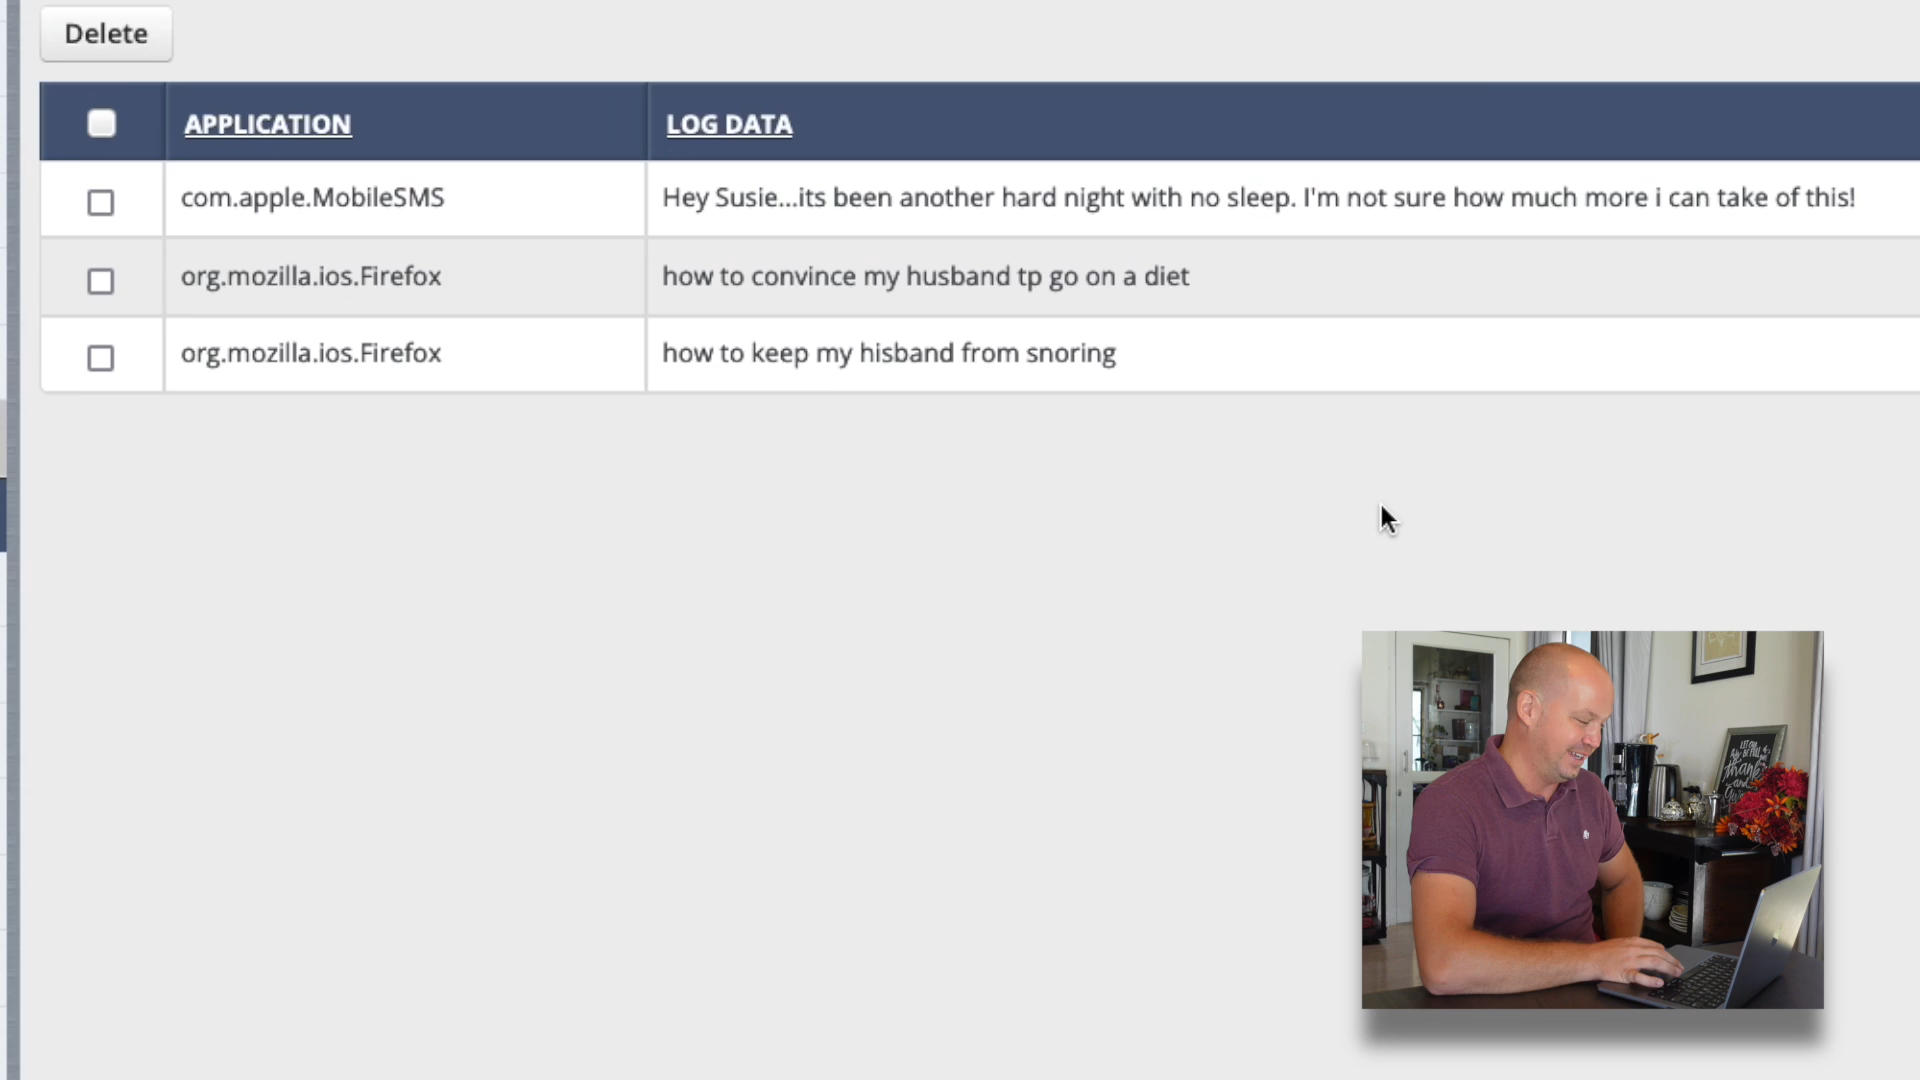 Delete
APPLICATION
LOG DATA
com.apple.MobileSMS
Hey Susie...its been another hard night with no sleep. I'm not sure how much more i can take of this!
org.mozilla.ios.Firefox
how to convince my husband tp go on a diet
org.mozilla.ios.Firefox
how to keep my hisband from snoring
thank
and